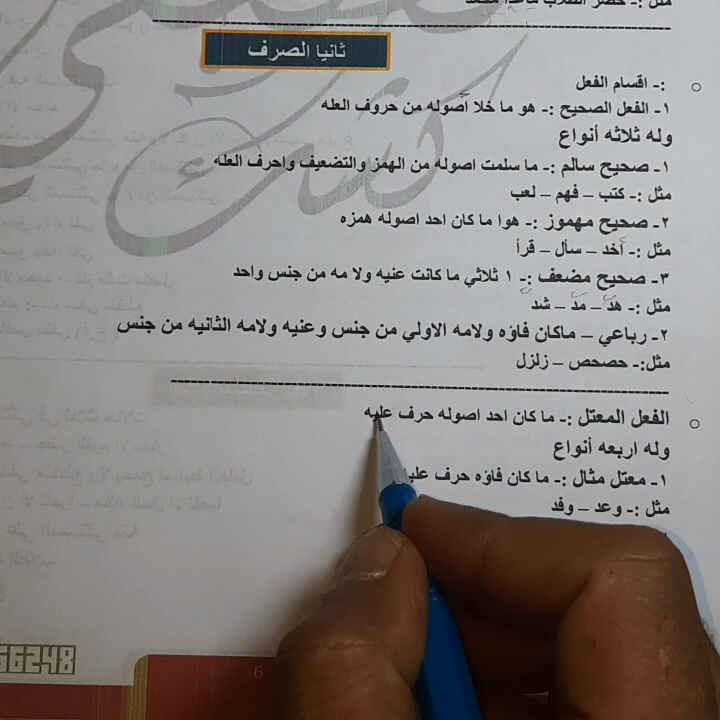 مثل :- حضر الطلاب ماعدا محمد
ثانيا الصرف
:- اقسام الفعل
١- الفعل الصحيح :- هو ما خلا أصوله من حروف العله
وله ثلاثه أنواع
١- صحيح سالم :- ما سلمت اصوله من الهمز والتضعيف واحرف العله
مثل :- كتب – فهم – لعب
٢- صحيح مهموز :- هوا ما كان احد اصوله همزه
مثل :- أخد – سأل – قرأ
٣- صحيح مضعف :- ١ ثلاثي ما كانت عنيه ولا مه من جنس واحد
مثل :- هدّ – مدّ – شدّ
٢- رباعي – ماكان فاؤه ولامه الاولي من جنس وعنيه ولامه الثانيه من جنس
مثل:- حصحص – زلزل
الفعل المعتل :- ما كان احد اصوله حرف عليه
وله اربعه أنواع
١- معتل مثال :- ما كان فاؤه حرف
مثل :- وعد – وفد
66248
6